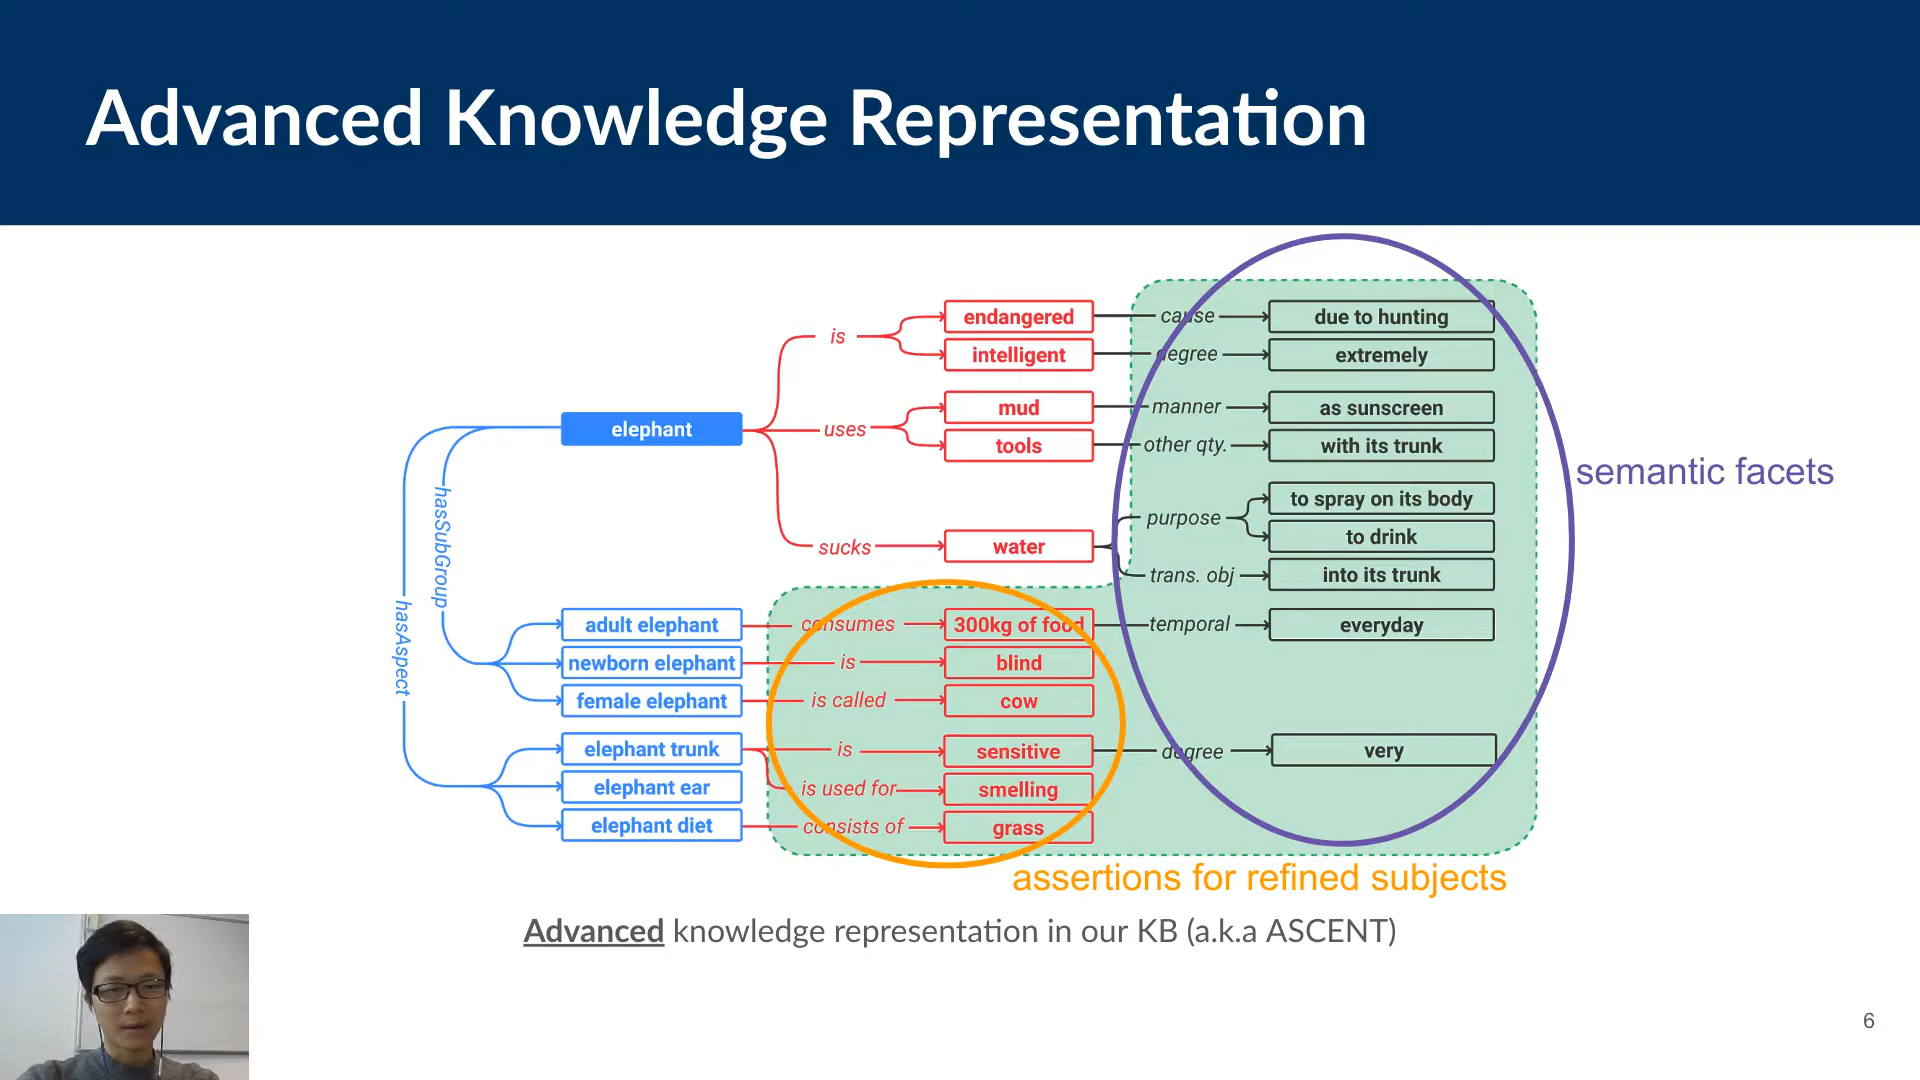 Advanced Knowledge Representation
endangered cause due to hunting
is
intelligent degree extremely
mud manner as sunscreen
elephant uses
tools other qty. with its trunk
semantic facets
to spray on its body
purpose
to drink
sucks water
trans. obj into its trunk
hasSubGroup
hasAspect
adult elephant consumes 300kg of food temporal everyday
newborn elephant is blind
female elephant is called cow
elephant trunk is sensitive degree very
elephant ear is used for smelling
elephant diet consists of grass
assertions for refined subjects
Advanced knowledge representation in our KB (a.k.a ASCENT)
6